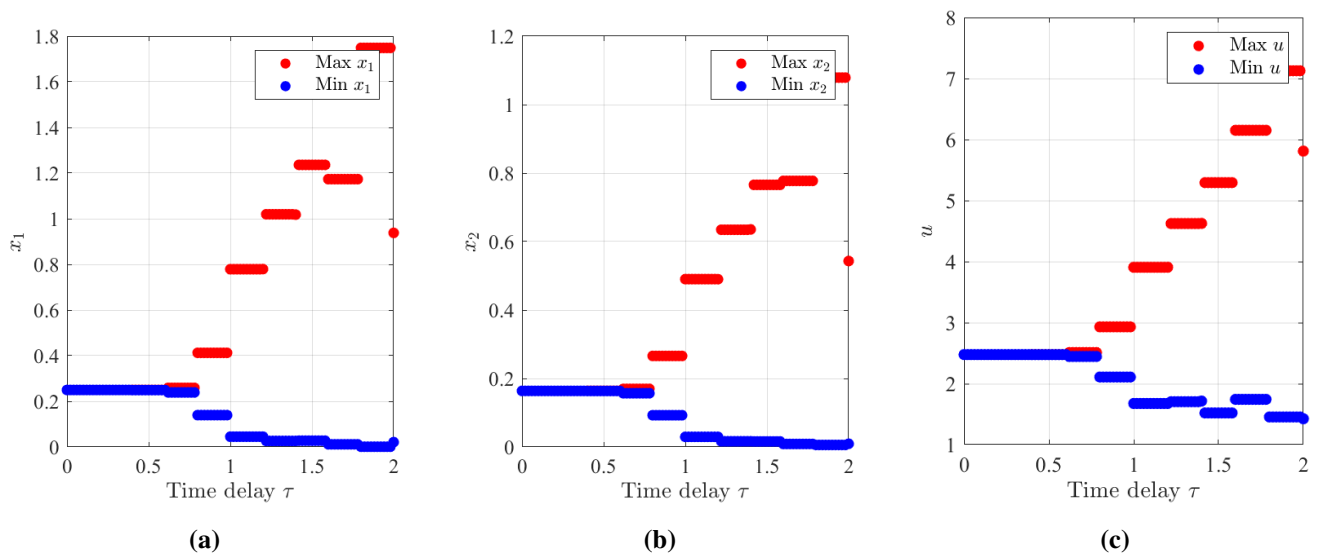 1.8
1.6
1.4
1.2
1
0.8
0.6
0.4
0.2
0
x₁
Max x₁
Min x₁
0 0.5 1 1.5 2
Time delay τ
(a)
1.2
1
0.8
0.6
0.4
0.2
0
x₂
Max x₂
Min x₂
0 0.5 1 1.5 2
Time delay τ
(b)
8
7
6
5
4
3
2
1
u
Max u
Min u
0 0.5 1 1.5 2
Time delay τ
(c)